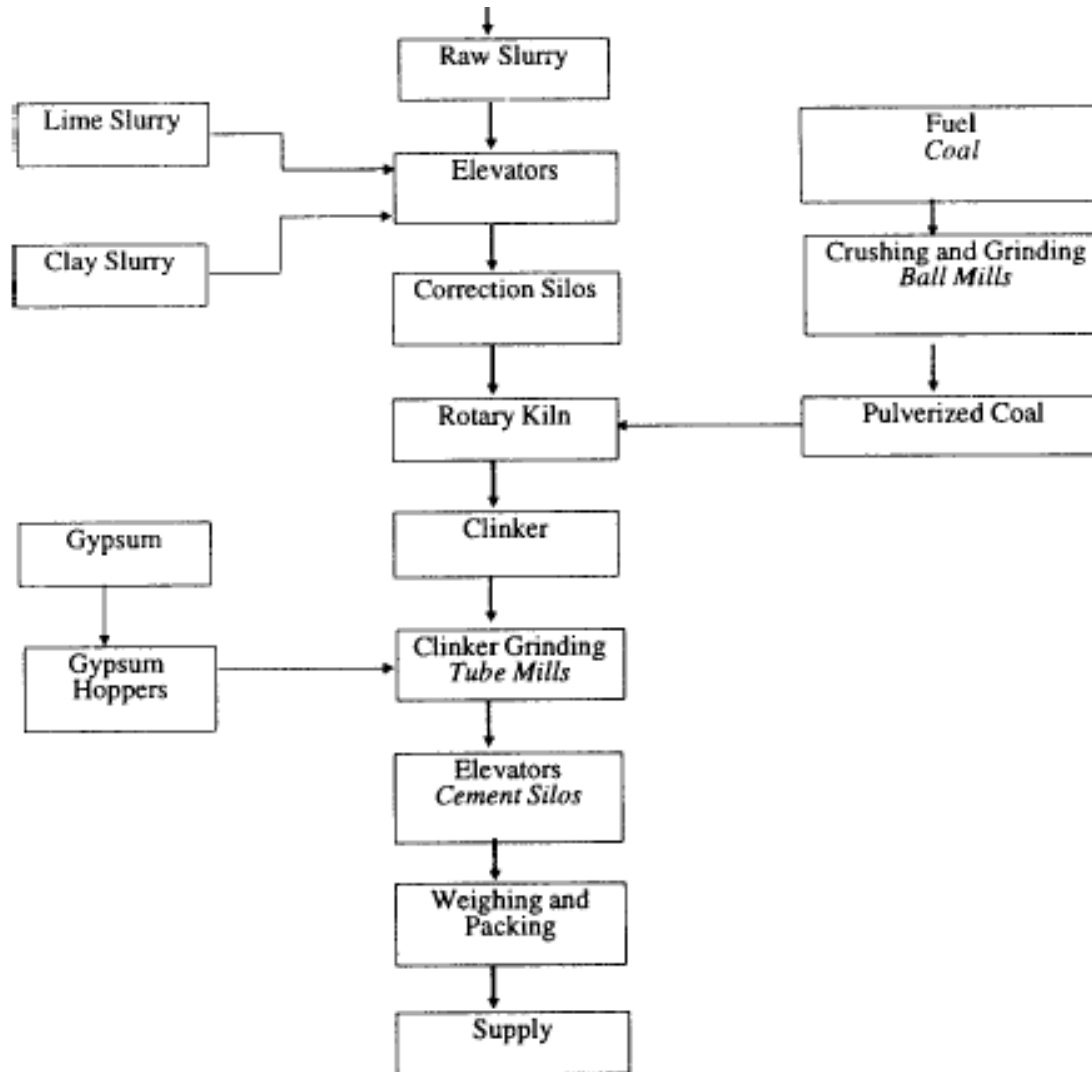 Raw Slurry
Lime Slurry
Fuel
Coal
Elevators
Clay Slurry
Crushing and Grinding
Ball Mills
Correction Silos
Rotary Kiln
Pulverized Coal
Clinker
Gypsum
Clinker Grinding
Tube Mills
Gypsum
Hoppers
Elevators
Cement Silos
Weighing and
Packing
Supply